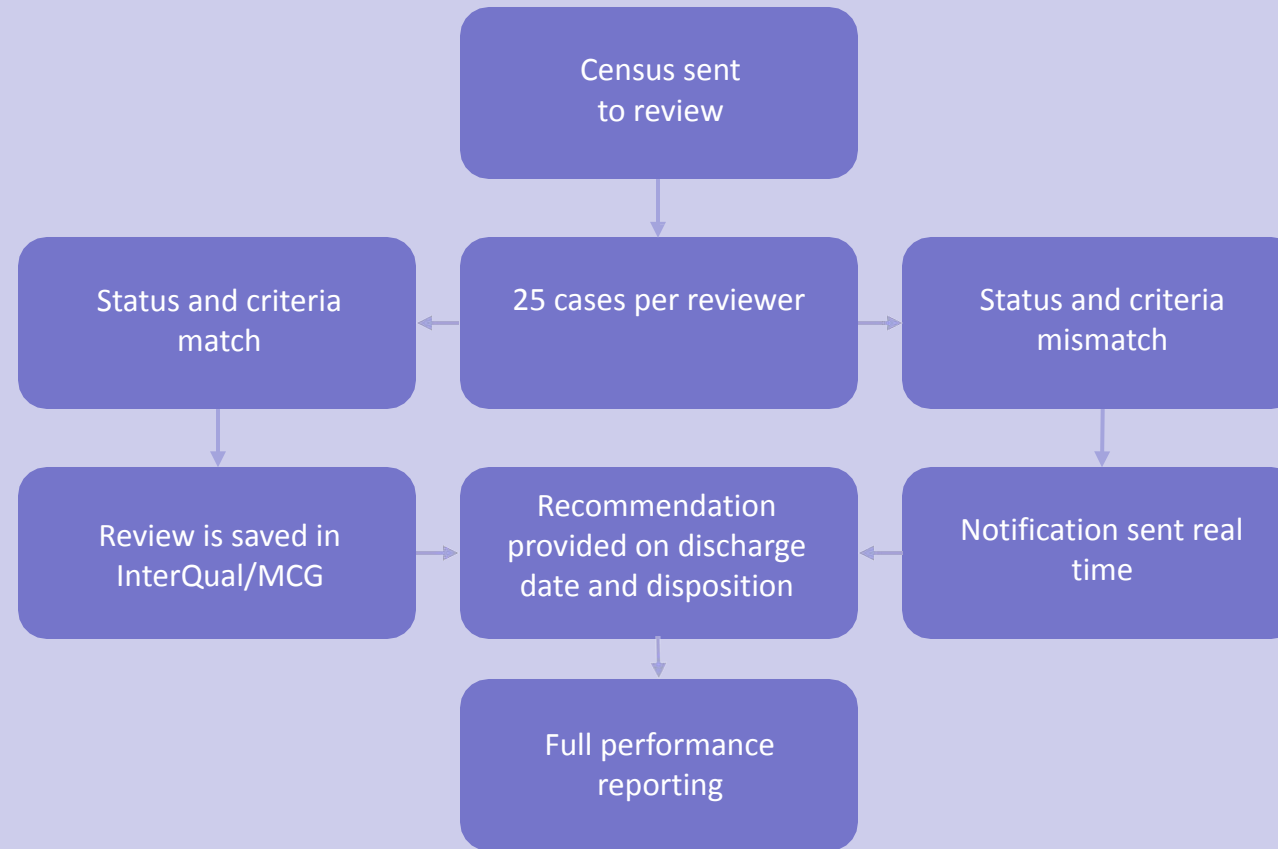 Census sent
to review
Status and criteria
match
25 cases per reviewer
Status and criteria
mismatch
Review is saved in
InterQual/MCG
Recommendation
provided on discharge
date and disposition
Notification sent real
time
Full performance
reporting